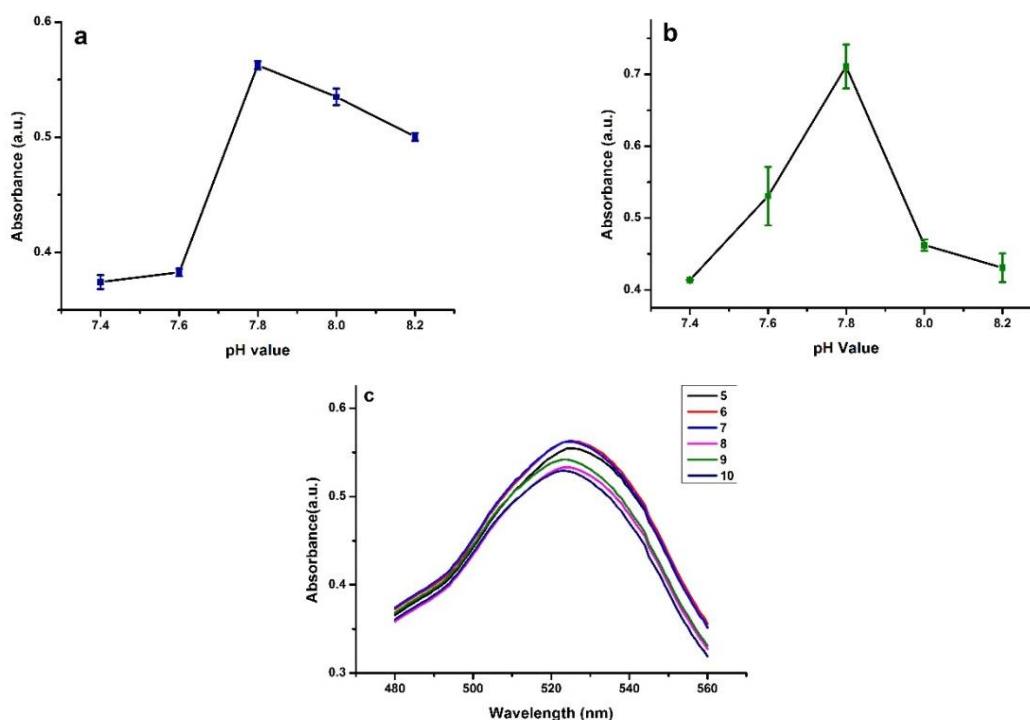 a
0.6
0.5
0.4
Absorbance (a.u.)
7.4 7.6 7.8 8.0 8.2
pH value
b
0.7
0.6
0.5
0.4
Absorbance (a.u.)
7.4 7.6 7.8 8.0 8.2
pH Value
c
0.6
0.5
0.4
0.3
Absorbance(a.u.)
480 500 520 540 560
Wavelength (nm)
5
6
7
8
9
10